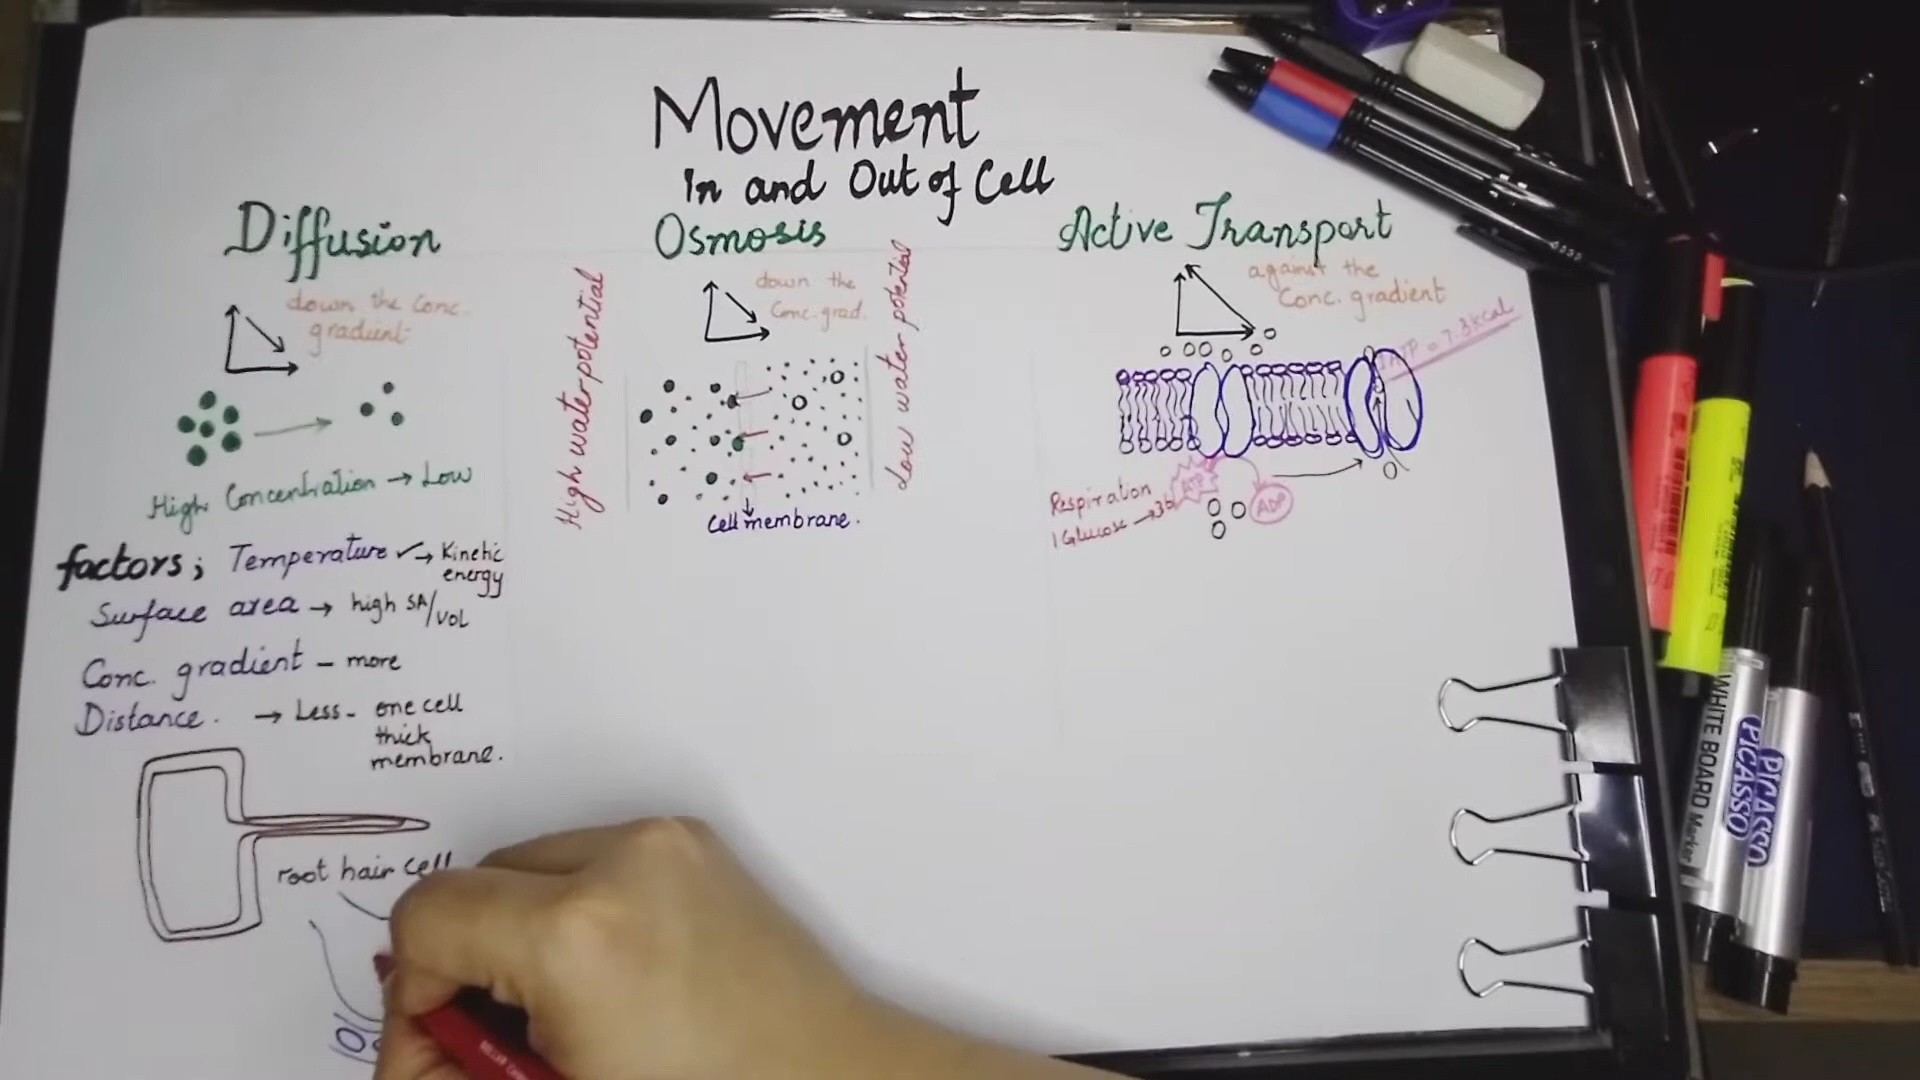 Movement
In and Out of Cell
Diffusion
down the Conc.
gradient
High Concentration → Low
factors; Temperature ✓→ Kinetic
energy
Surface area → high SA/Vol
Conc. gradient - more
Distance. → Less - one cell
thick
membrane.
root hair cell
Osmosis
High water potential
down the
Conc. grad.
Low water potential
Cell membrane.
Active Transport
against the
Conc. gradient
ATP = 7.3 kcal
Respiration
1 Glucose →
ATP
ADP
WHITE BOARD Marker
PICASSO
PICASSO